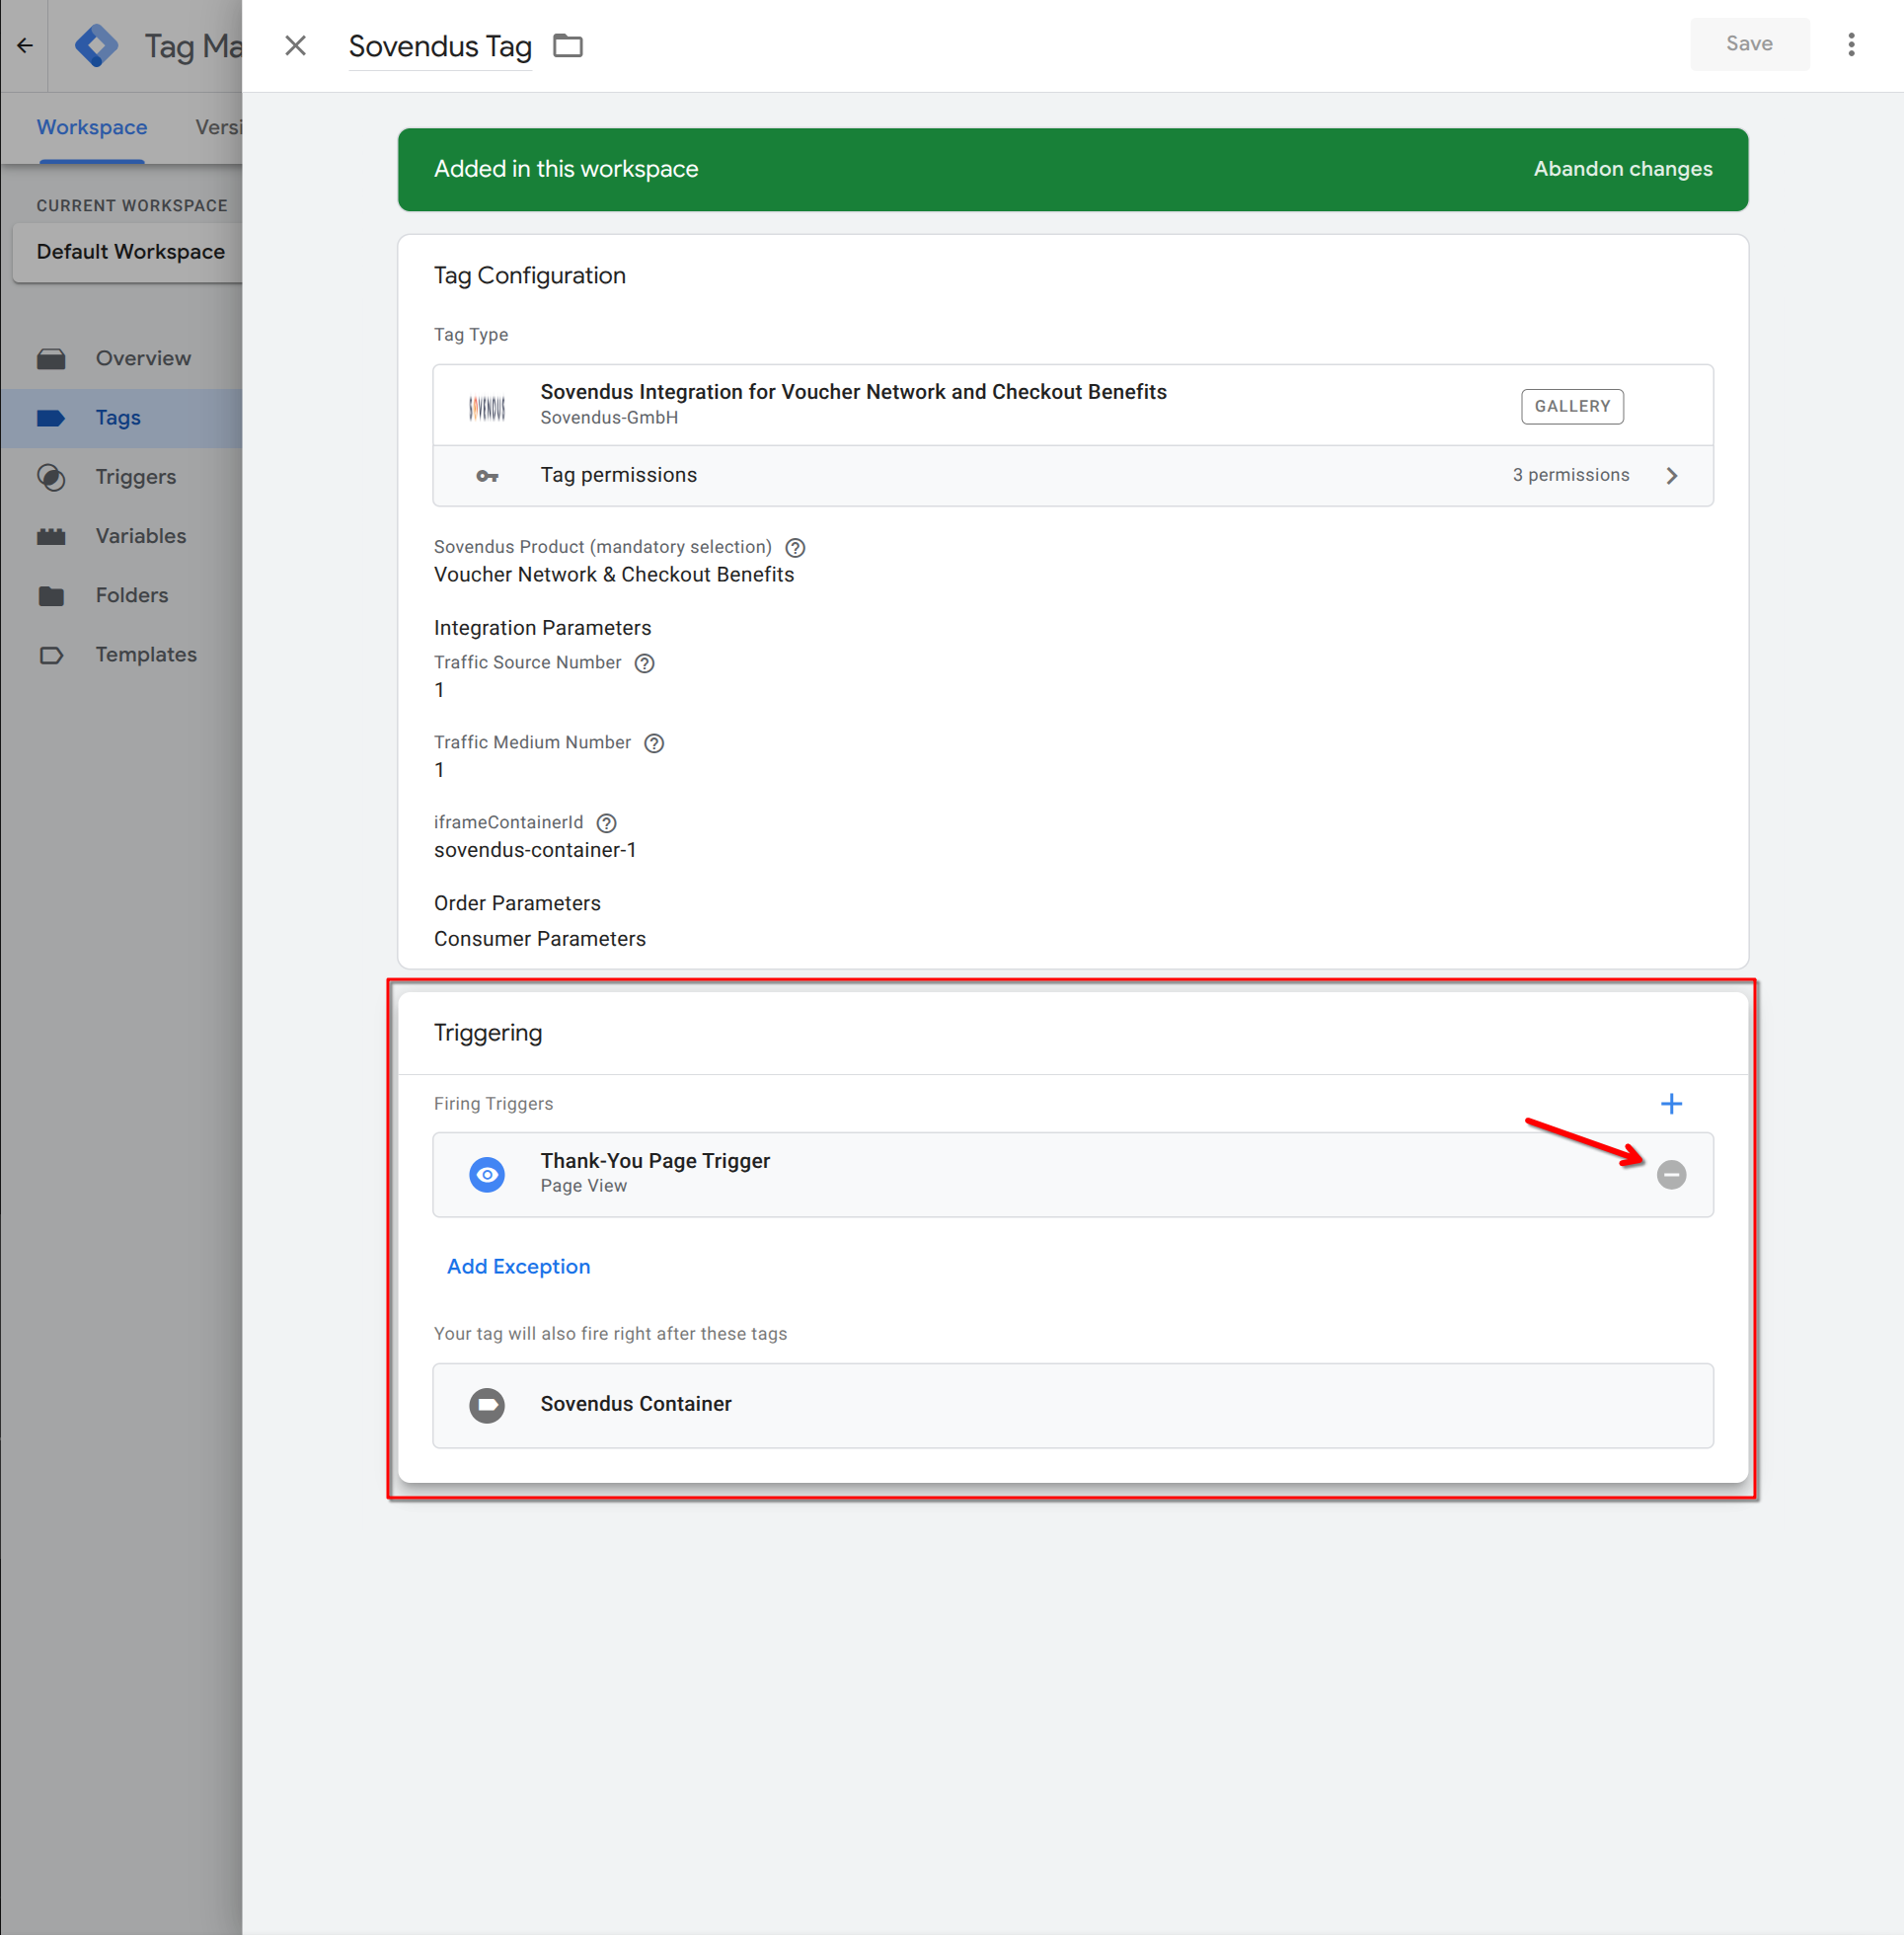 Tag Ma
Sovendus Tag
Save
Workspace
Versi
Added in this workspace
Abandon changes
CURRENT WORKSPACE
Default Workspace
Overview
Tags
Triggers
Variables
Folders
Templates
Tag Configuration
Tag Type
SOVENDUS
Sovendus Integration for Voucher Network and Checkout Benefits
Sovendus-GmbH
GALLERY
Tag permissions
3 permissions
Sovendus Product (mandatory selection)
Voucher Network & Checkout Benefits
Integration Parameters
Traffic Source Number
1
Traffic Medium Number
1
iframeContainerId
sovendus-container-1
Order Parameters
Consumer Parameters
Triggering
Firing Triggers
Thank-You Page Trigger
Page View
Add Exception
Your tag will also fire right after these tags
Sovendus Container